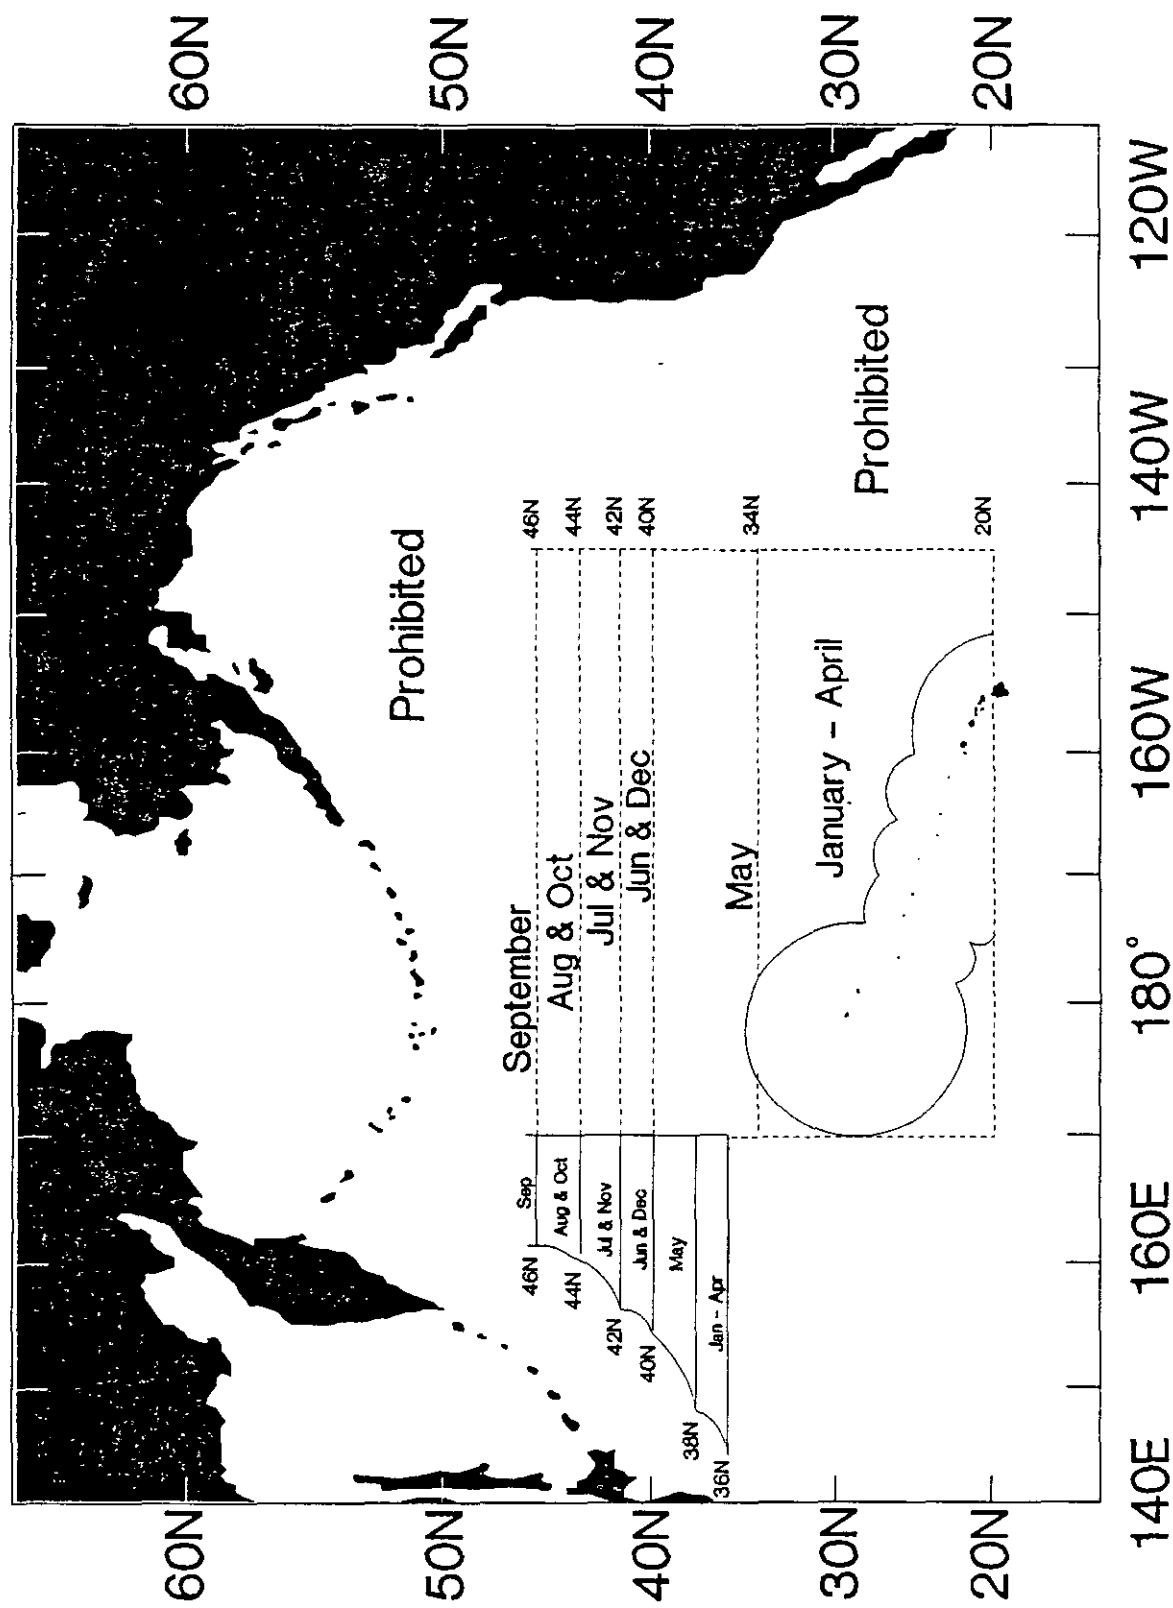 60N
50N
40N
30N
20N
60N
50N
40N
30N
20N
140E
160E
180°
160W
140W
120W
Prohibited
Prohibited
September
Aug & Oct
Jul & Nov
Jun & Dec
May
January - April
46N
44N
42N
40N
34N
20N
Sep
Aug & Oct
Jul & Nov
Jun & Dec
May
Jan - Apr
46N
44N
42N
40N
38N
36N